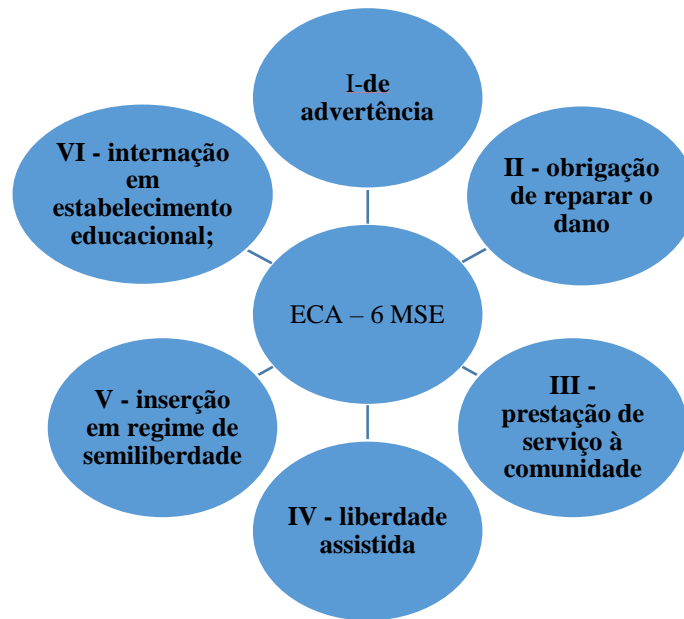 I-de
advertência
II - obrigação
de reparar o
dano
III -
prestação de
serviço à
comunidade
IV - liberdade
assistida
V - inserção
em regime de
semiliberdade
VI - internação
em
estabelecimento
educacional;
ECA – 6 MSE